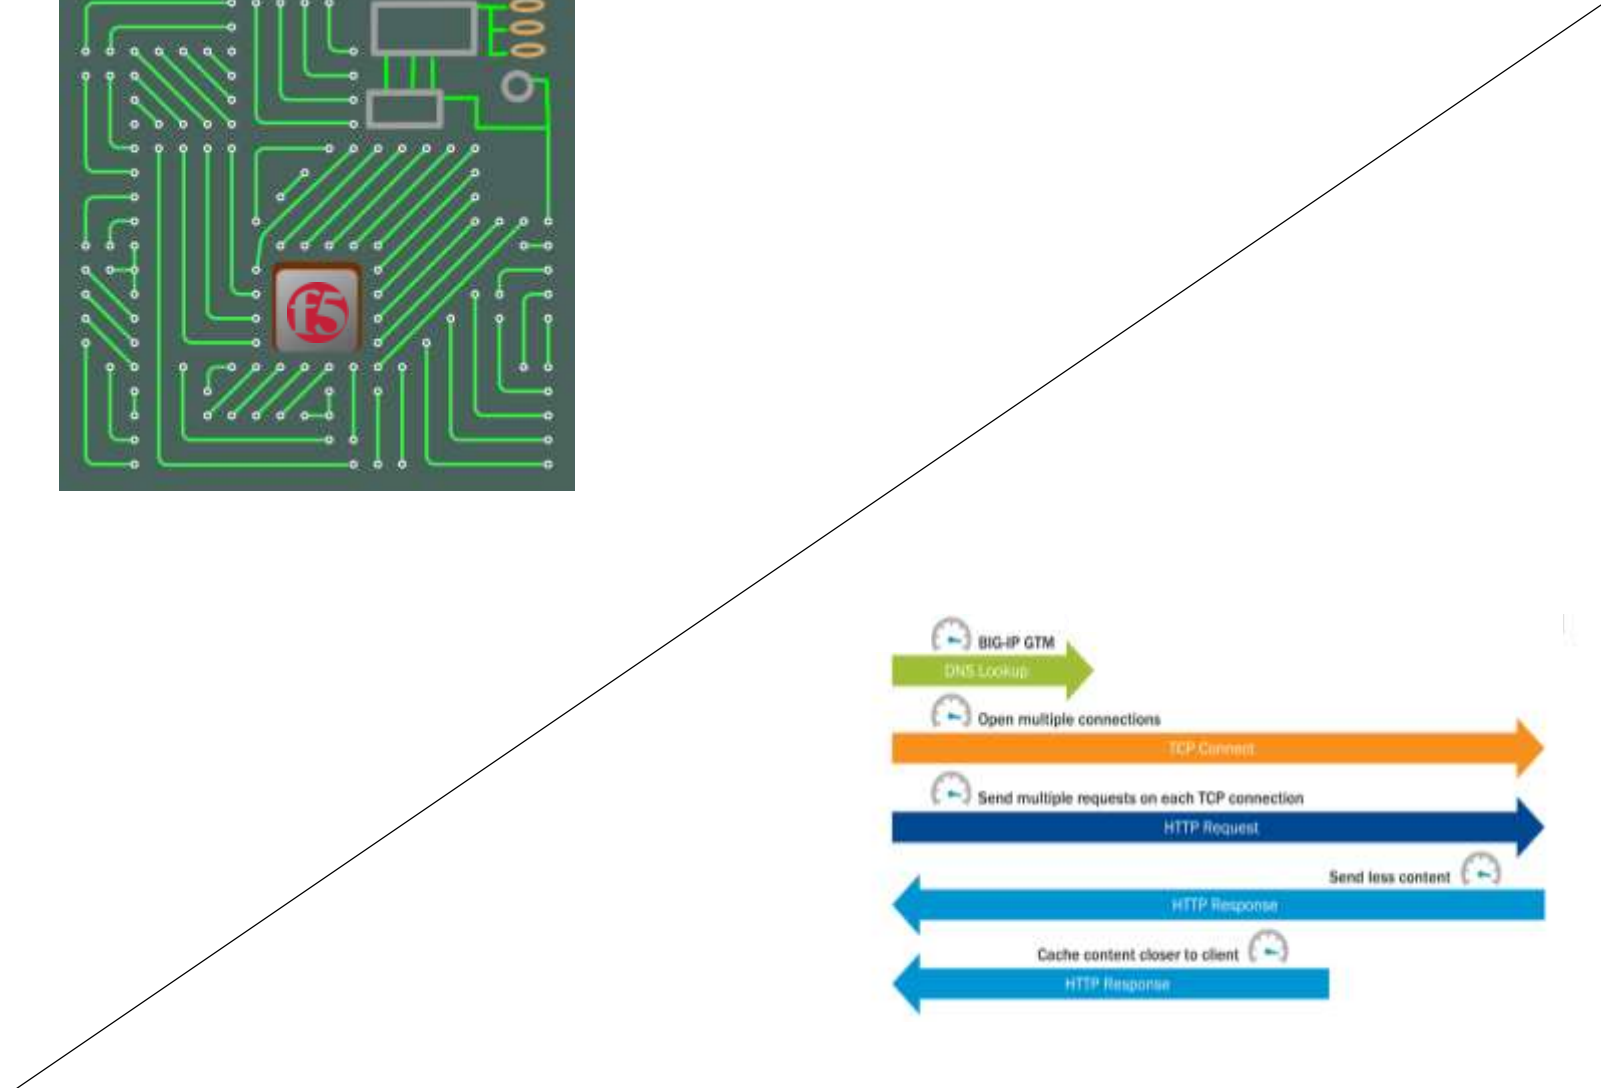 f5
BIG-IP GTM
DNS Lookup
Open multiple connections
TCP Connect
Send multiple requests on each TCP connection
HTTP Request
Send less content
HTTP Response
Cache content closer to client
HTTP Response